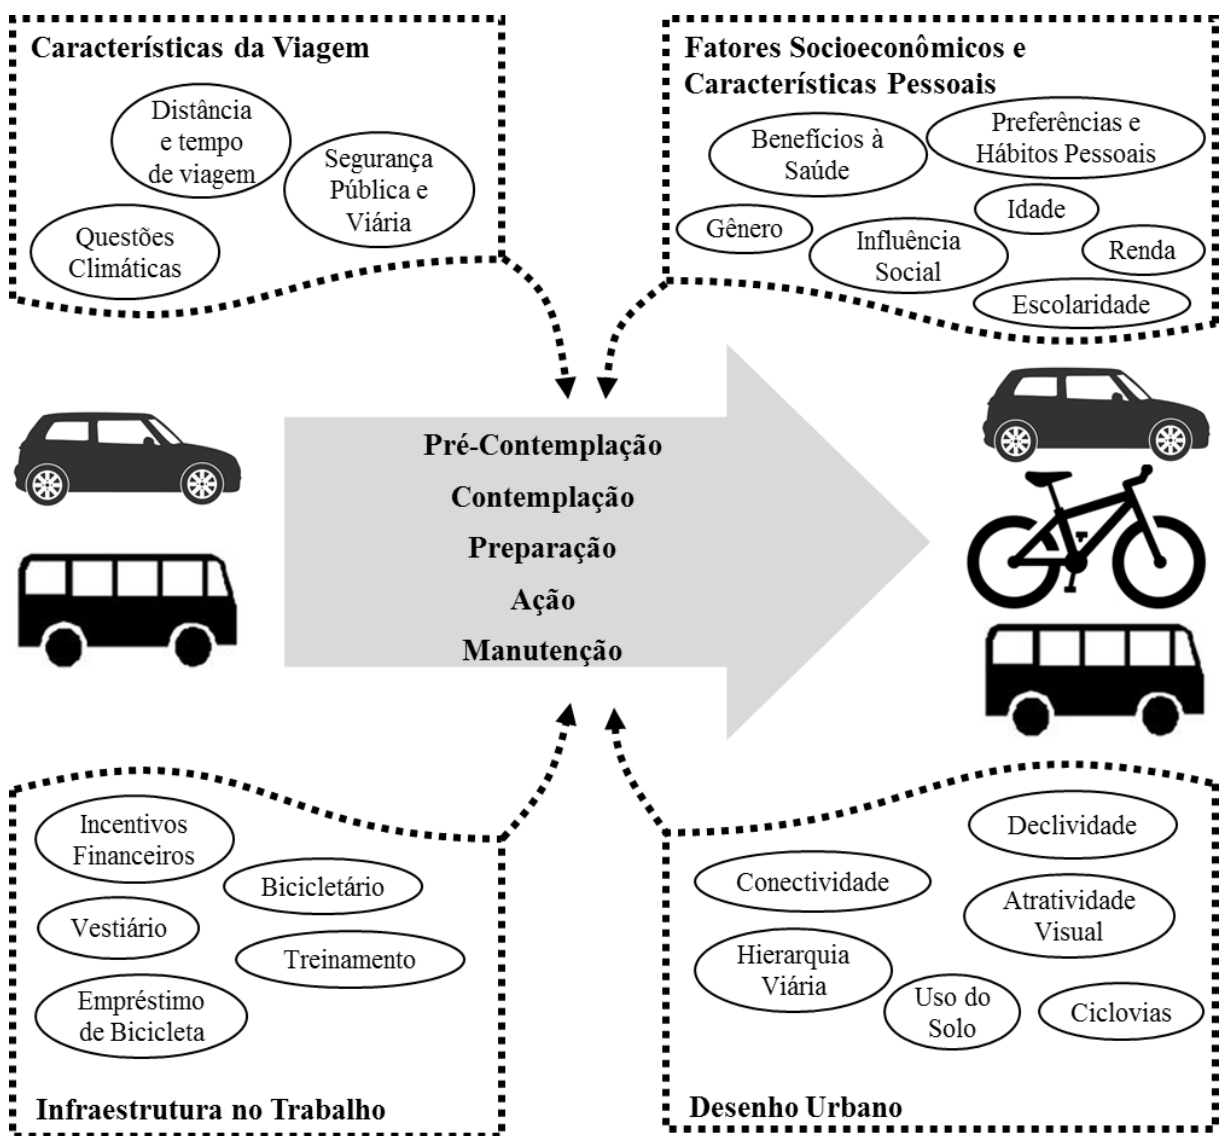 Características da Viagem
Distância
e tempo
de viagem
Segurança
Pública e
Viária
Questões
Climáticas
Fatores Socioeconômicos e
Características Pessoais
Benefícios à
Saúde
Preferências e
Hábitos Pessoais
Idade
Gênero
Influência
Social
Renda
Escolaridade
Pré-Contemplação
Contemplação
Preparação
Ação
Manutenção
Incentivos
Financeiros
Bicicletário
Vestiário
Treinamento
Empréstimo
de Bicicleta
Infraestrutura no Trabalho
Declividade
Conectividade
Atratividade
Visual
Hierarquia
Viária
Uso do
Solo
Ciclovias
Desenho Urbano